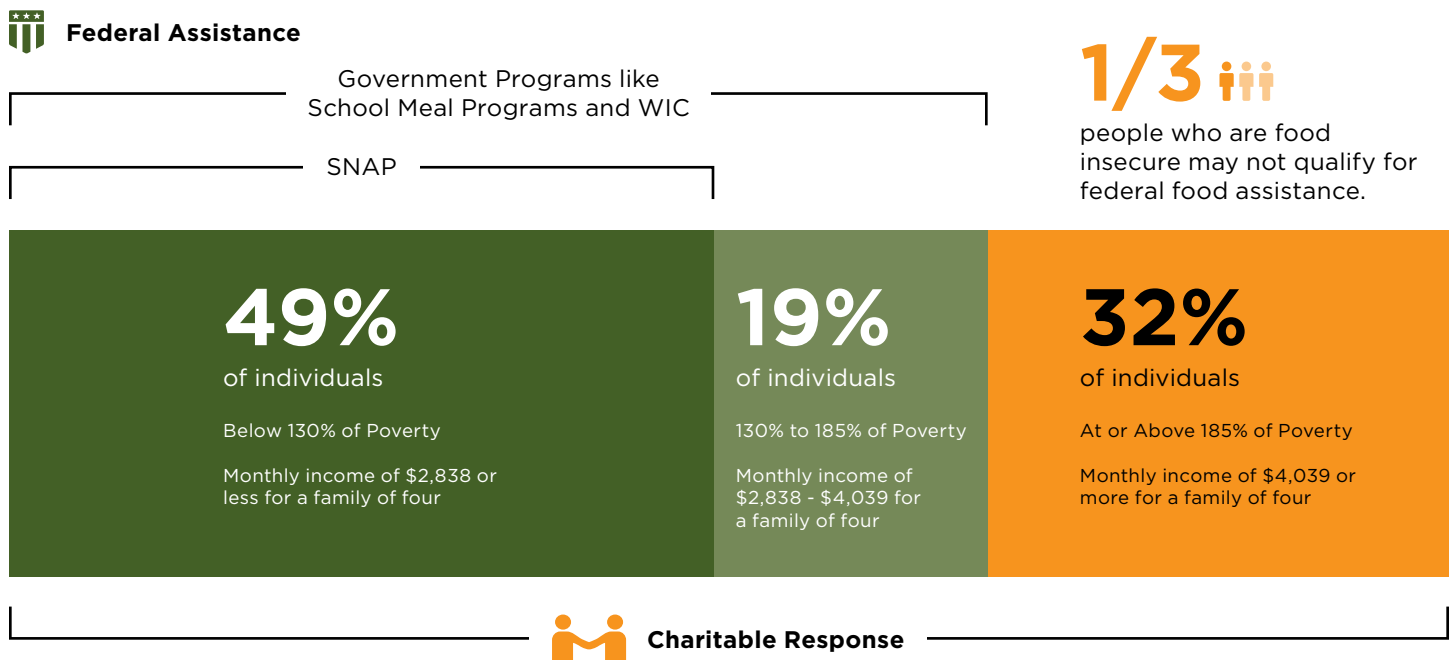 Federal Assistance
Government Programs like
School Meal Programs and WIC
SNAP
1/3
people who are food
insecure may not qualify for
federal food assistance.
49%
of individuals
Below 130% of Poverty
Monthly income of $2,838 or
less for a family of four
19%
of individuals
130% to 185% of Poverty
Monthly income of
$2,838 - $4,039 for
a family of four
32%
of individuals
At or Above 185% of Poverty
Monthly income of $4,039 or
more for a family of four
Charitable Response